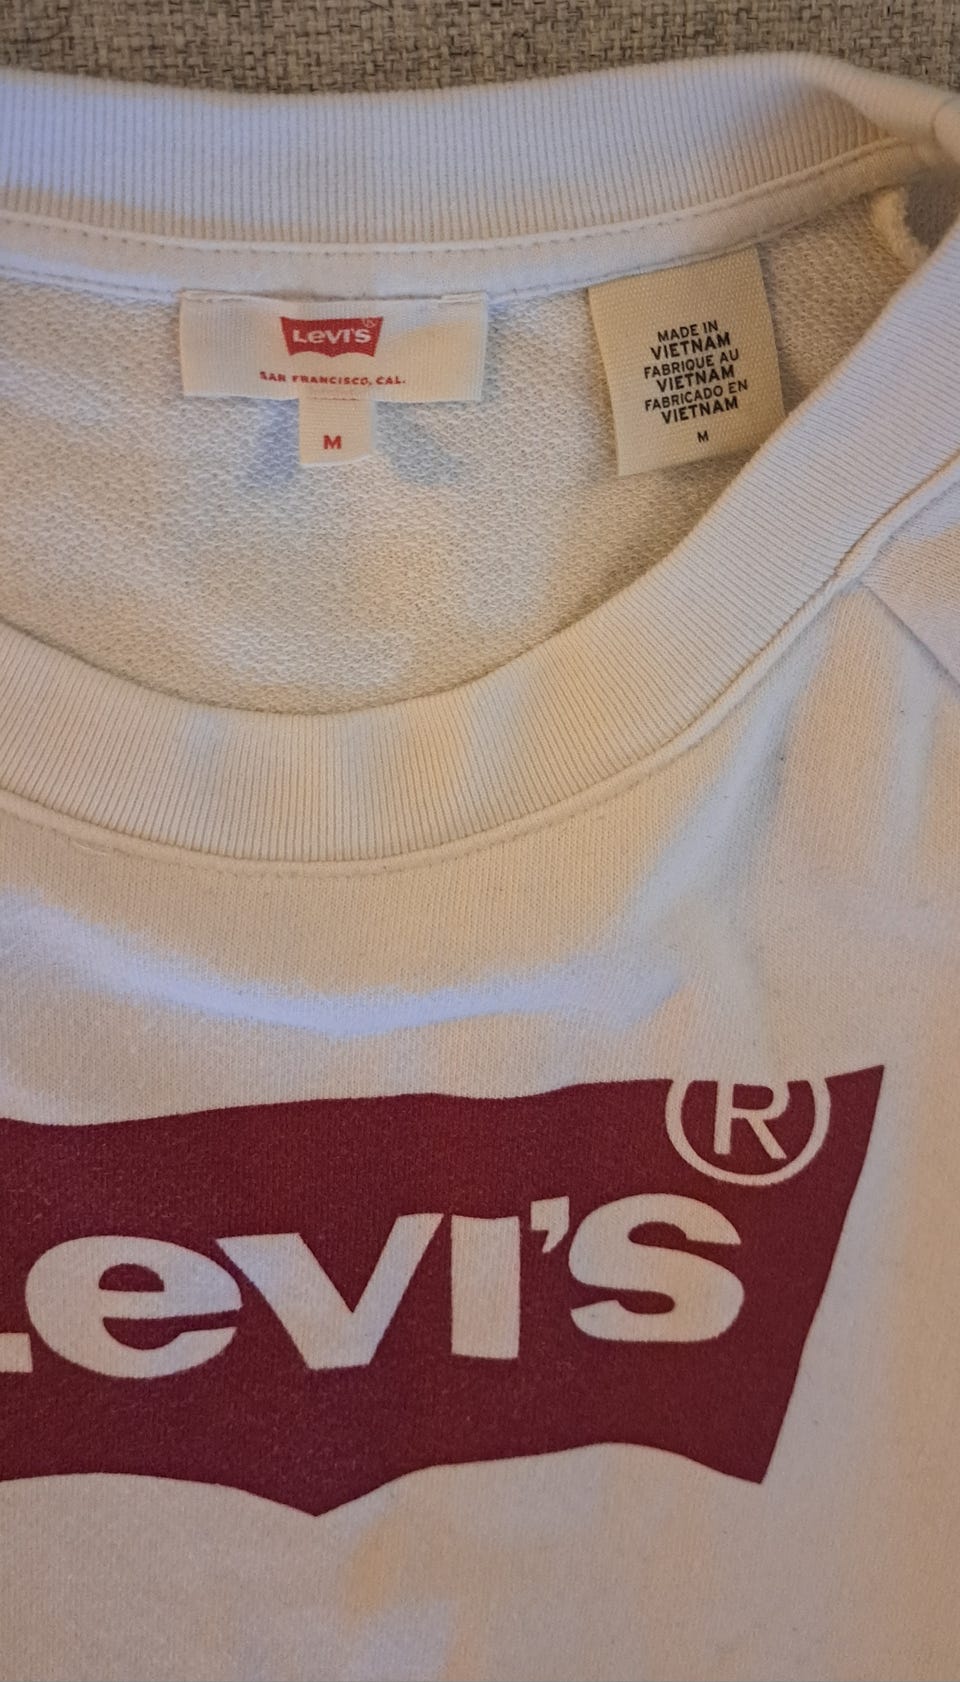 Levi's
SAN FRANCISCO, CAL.
M
MADE IN
VIETNAM
FABRIQUE AU
VIETNAM
FABRICADO EN
VIETNAM
M
®
Levi's